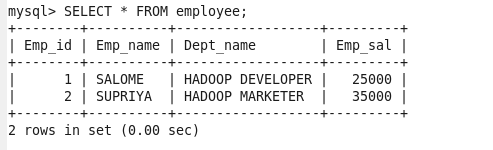 mysql> SELECT * FROM employee;
+--------+----------+------------------+---------+
| Emp_id | Emp_name | Dept_name        | Emp_sal |
+--------+----------+------------------+---------+
|      1 | SALOME   | HADOOP DEVELOPER |   25000 |
|      2 | SUPRIYA  | HADOOP MARKETER  |   35000 |
+--------+----------+------------------+---------+
2 rows in set (0.00 sec)